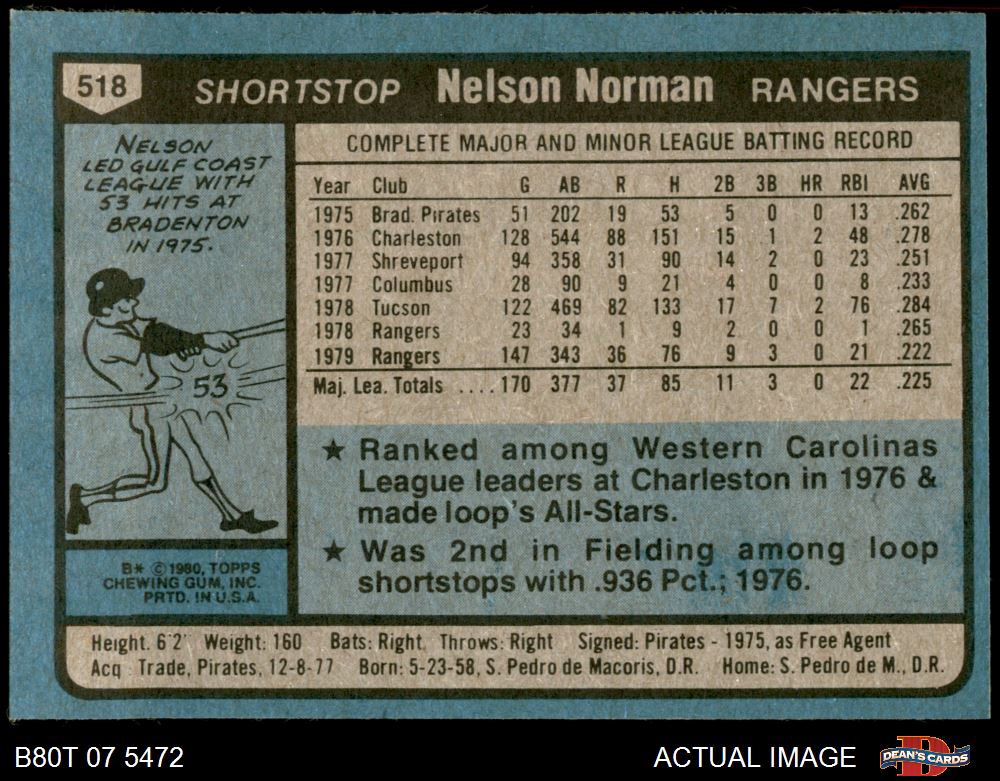 518 SHORTSTOP Nelson Norman RANGERS
NELSON
LED GULF COAST
LEAGUE WITH
53 HITS AT
BRADENTON
IN 1975.
53
B* ©1980, TOPPS
CHEWING GUM, INC.
PRTD. IN U.S.A.
COMPLETE MAJOR AND MINOR LEAGUE BATTING RECORD
Year Club G AB R H 2B 3B HR RBI AVG
1975 Brad. Pirates 51 202 19 53 5 0 0 13 .262
1976 Charleston 128 544 88 151 15 1 2 48 .278
1977 Shreveport 94 358 31 90 14 2 0 23 .251
1977 Columbus 28 90 9 21 4 0 0 8 .233
1978 Tucson 122 469 82 133 17 7 2 76 .284
1978 Rangers 23 34 1 9 2 0 0 1 .265
1979 Rangers 147 343 36 76 9 3 0 21 .222
Maj. Lea. Totals .... 170 377 37 85 11 3 0 22 .225
★ Ranked among Western Carolinas
League leaders at Charleston in 1976 &
made loop's All-Stars.
★ Was 2nd in Fielding among loop
shortstops with .936 Pct.; 1976.
Height. 6'2" Weight: 160 Bats: Right. Throws: Right Signed: Pirates - 1975, as Free Agent
Acq Trade, Pirates, 12-8-77 Born: 5-23-58, S. Pedro de Macoris, D.R. Home: S. Pedro de M., D.R.
B80T 07 5472 ACTUAL IMAGE DEAN'S CARDS